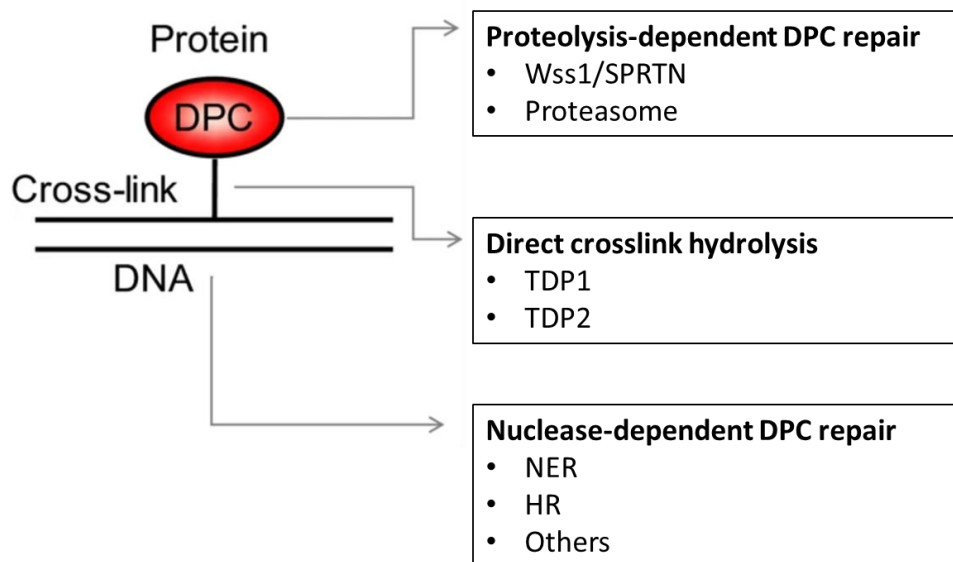 Protein
DPC
Cross-link
DNA
Proteolysis-dependent DPC repair
• Wss1/SPRTN
• Proteasome
Direct crosslink hydrolysis
• TDP1
• TDP2
Nuclease-dependent DPC repair
• NER
• HR
• Others